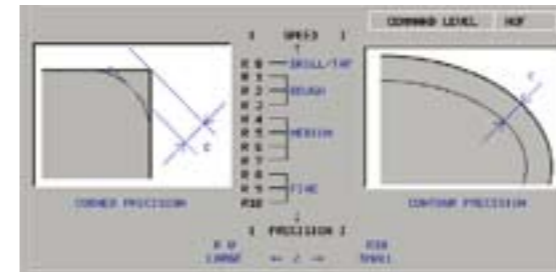 COMMAND LEVEL
[ SPEED ]
↑
R 0 DRILL/TAP
R 1
R 2 ROUGH
R 3
R 4
R 5 MEDIUM
R 6
R 7
R 8
R 9 FINE
R10
↓
[ PRECISION ]
CORNER PRECISION
CONTOUR PRECISION
R 0 R10
LARGE ← / → SMALL
C